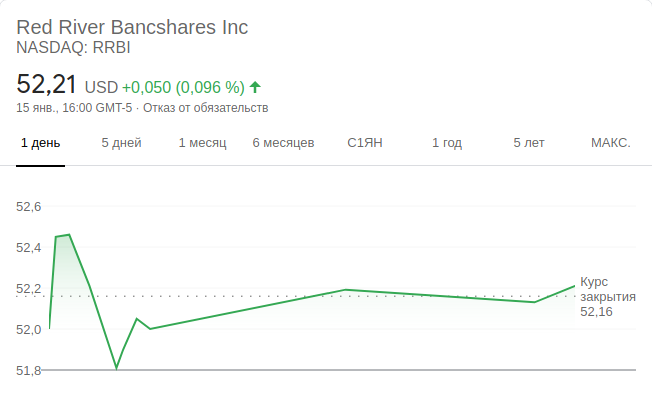 Red River Bancshares Inc
NASDAQ: RRBI
52,21 USD +0,050 (0,096 %)
15 янв., 16:00 GMT-5 · Отказ от обязательств
1 день 5 дней 1 месяц 6 месяцев С1ЯН 1 год 5 лет МАКС.
52,6
52,4
52,2
52,0
51,8
Курс
закрытия
52,16